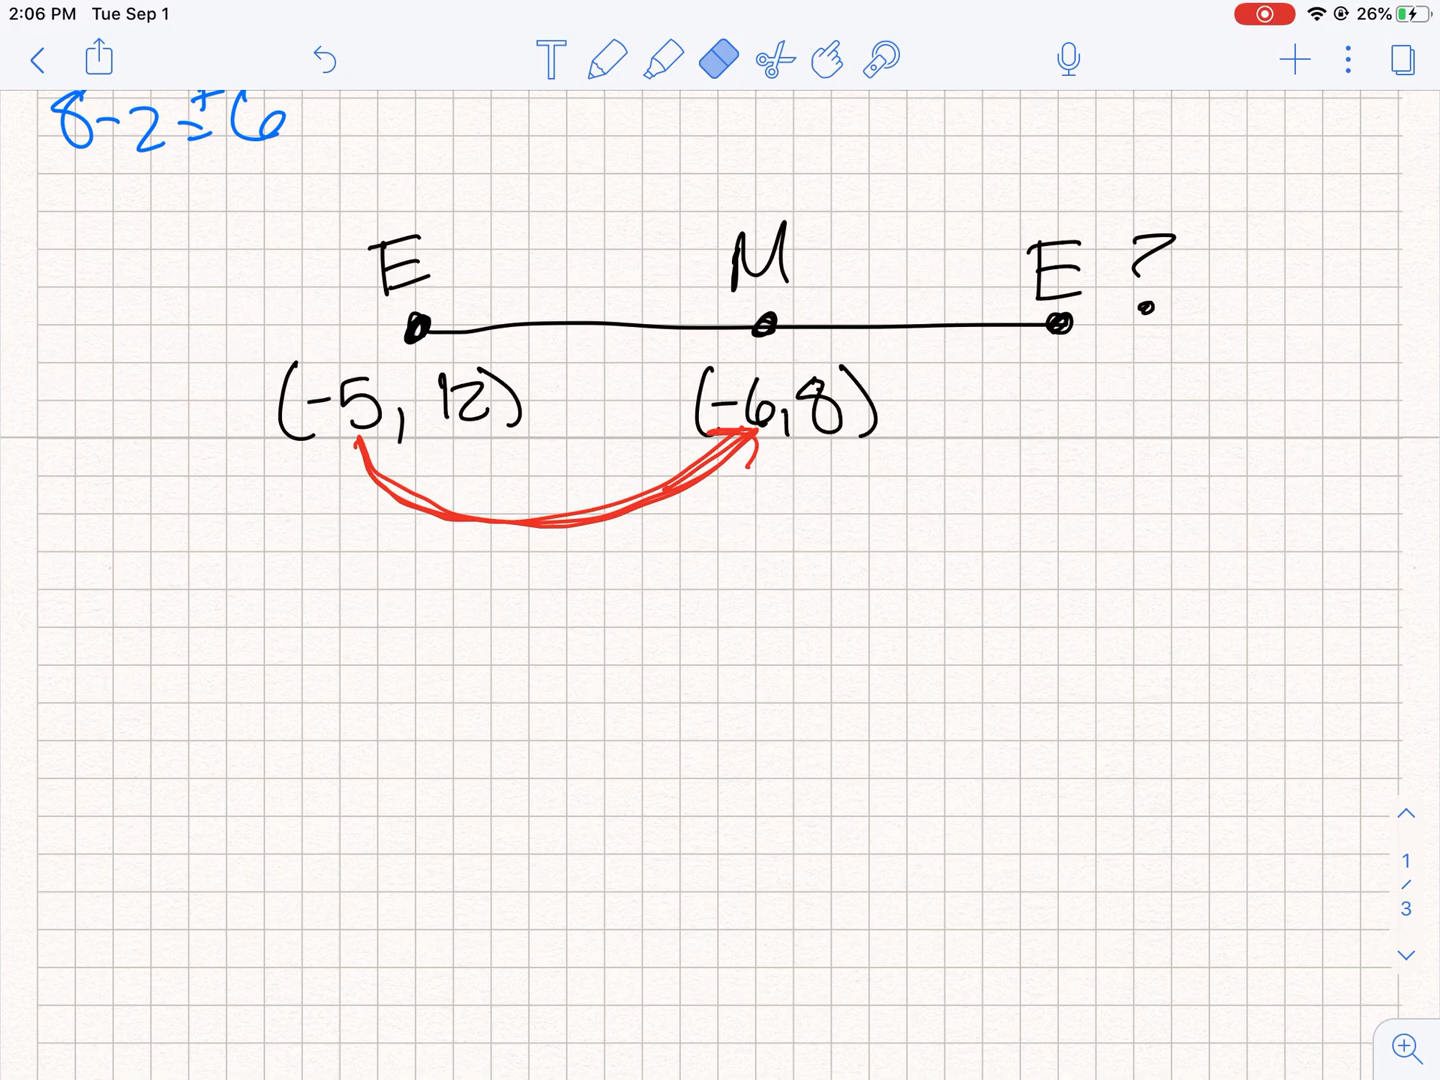 2:06 PM Tue Sep 1 26%
T
8-2 ± 6
E M E ?
(-5, 12) (-6,8)
1
/
3